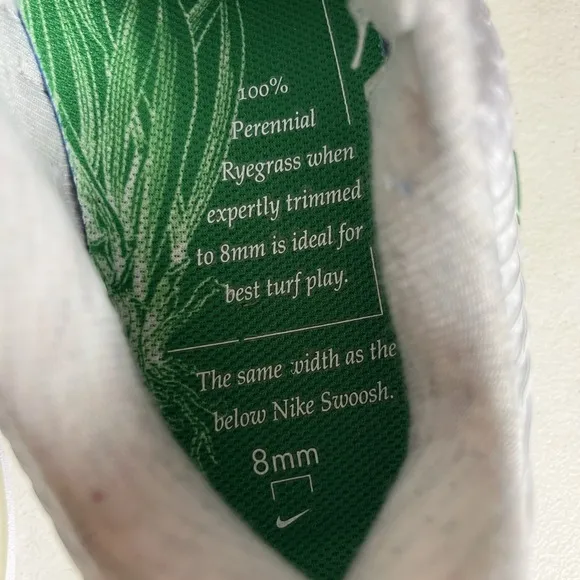 100%
Perennial
Ryegrass when
expertly trimmed
to 8mm is ideal for
best turf play.
The same width as the
below Nike Swoosh.
8mm